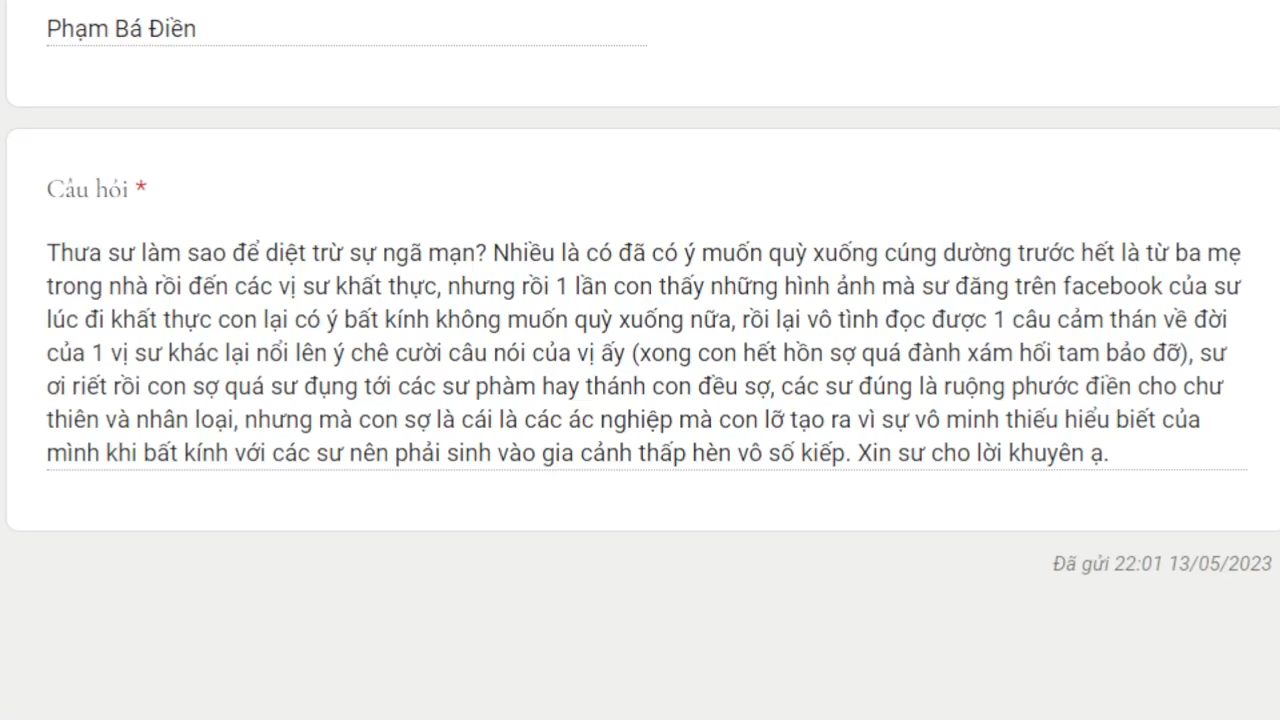 Phạm Bá Điền
Câu hỏi *
Thưa sư làm sao để diệt trừ sự ngã mạn? Nhiều là có đã có ý muốn quỳ xuống cúng dường trước hết là từ ba mẹ
trong nhà rồi đến các vị sư khất thực, nhưng rồi 1 lần con thấy những hình ảnh mà sư đăng trên facebook của sư
lúc đi khất thực con lại có ý bất kính không muốn quỳ xuống nữa, rồi lại vô tình đọc được 1 câu cảm thán về đời
của 1 vị sư khác lại nổi lên ý chê cười câu nói của vị ấy (xong con hết hồn sợ quá đành xám hối tam bảo đỡ), sư
ơi riết rồi con sợ quá sư đụng tới các sư phàm hay thánh con đều sợ, các sư đúng là ruộng phước điền cho chư
thiên và nhân loại, nhưng mà con sợ là cái là các ác nghiệp mà con lỡ tạo ra vì sự vô minh thiếu hiểu biết của
mình khi bất kính với các sư nên phải sinh vào gia cảnh thấp hèn vô số kiếp. Xin sư cho lời khuyên ạ.
Đã gửi 22:01 13/05/2023